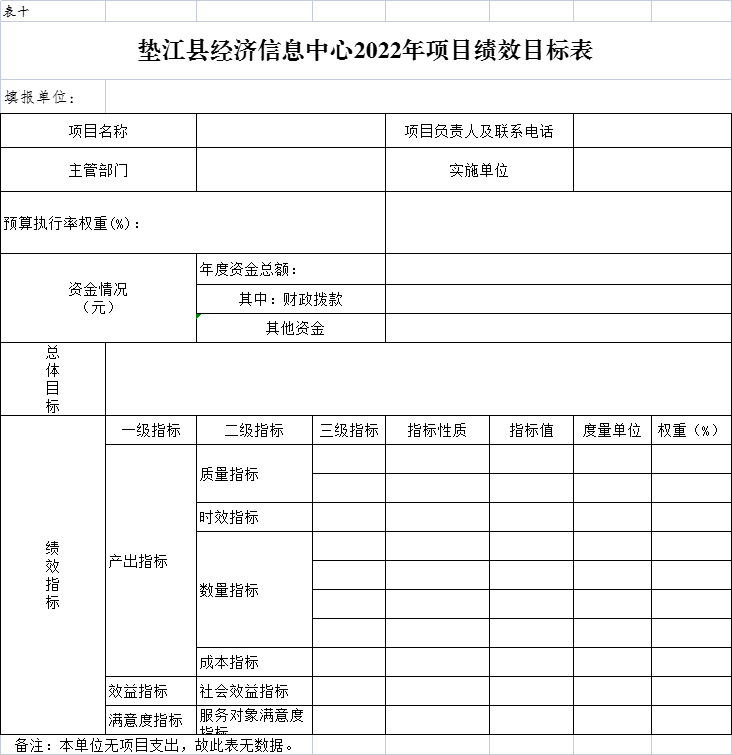 表十
垫江县经济信息中心2022年项目绩效目标表
填报单位：
项目名称 项目负责人及联系电话
主管部门 实施单位
预算执行率权重(%)：
资金情况
（元）
年度资金总额：
其中：财政拨款
其他资金
总
体
目
标
绩
效
指
标
一级指标 二级指标 三级指标 指标性质 指标值 度量单位 权重（%）
产出指标
质量指标
时效指标
数量指标
成本指标
效益指标 社会效益指标
满意度指标 服务对象满意度
指标
备注：本单位无项目支出，故此表无数据。